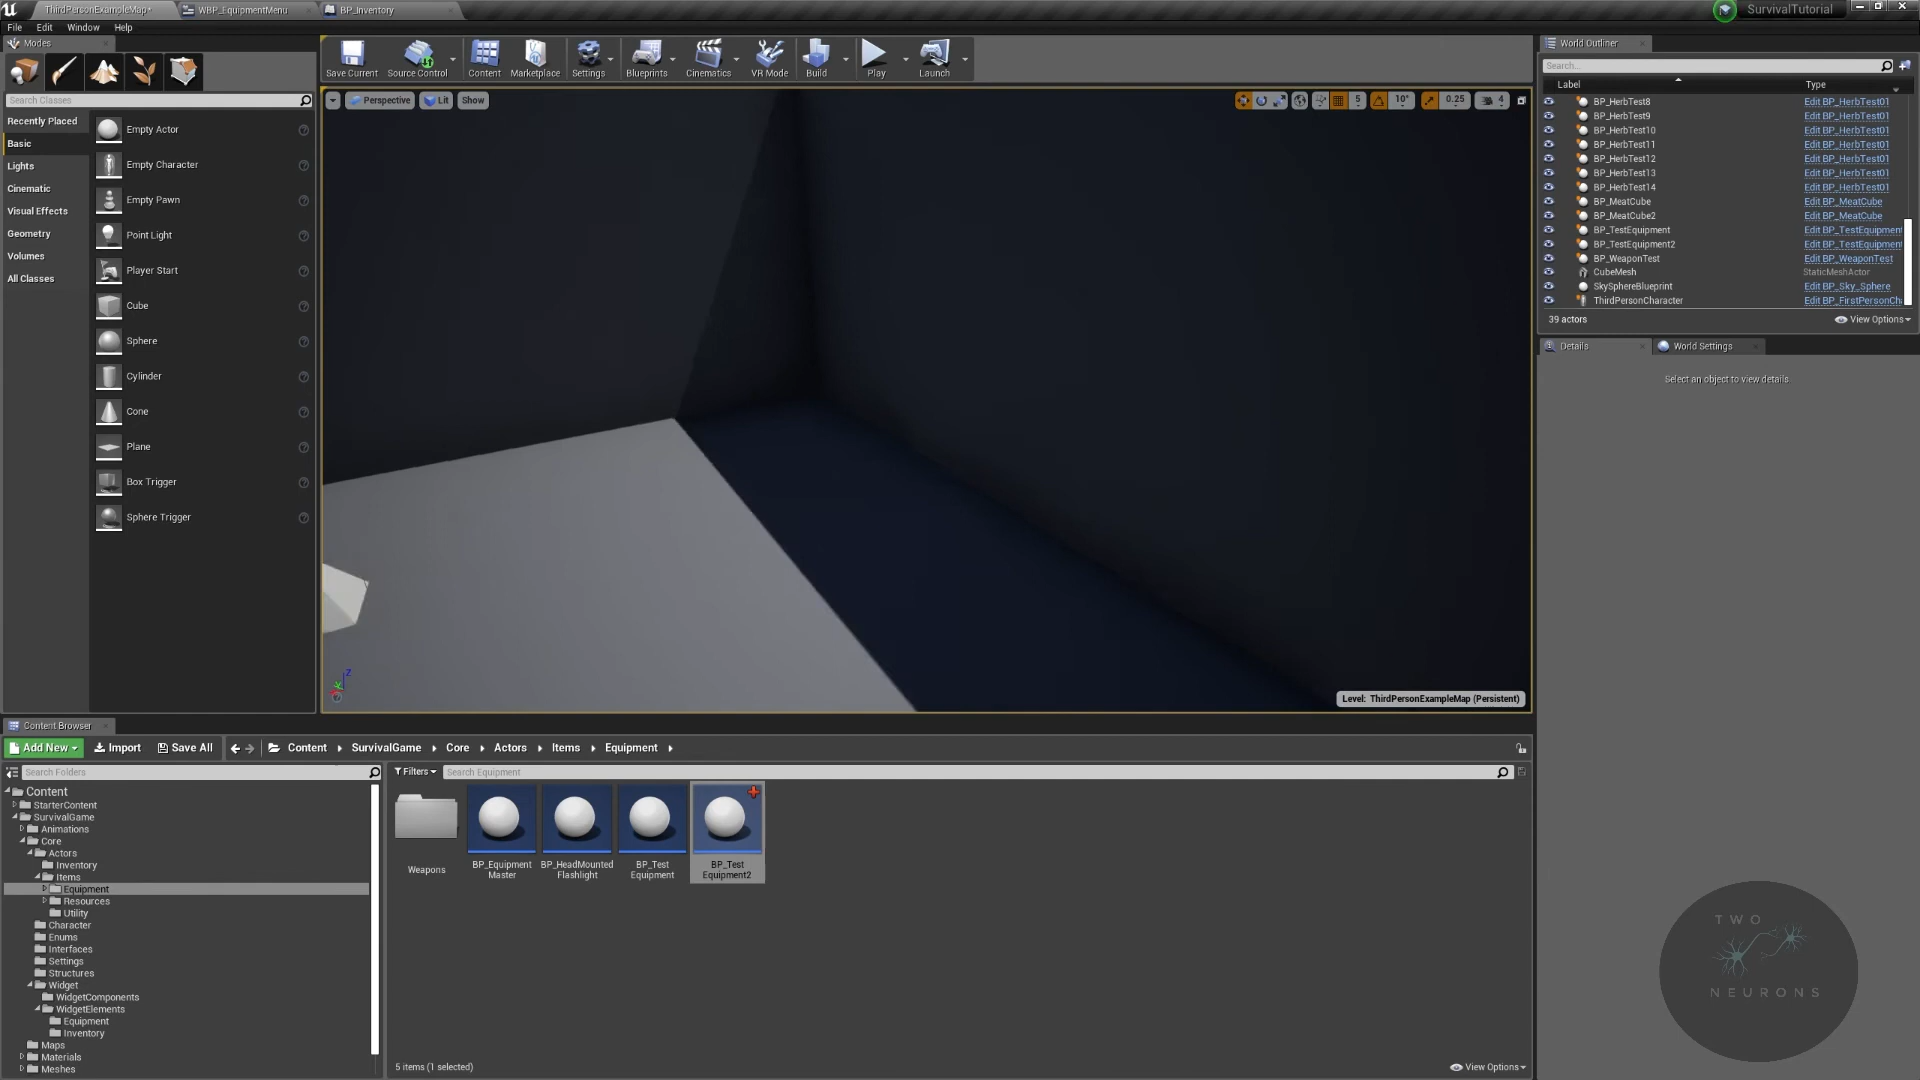 ThirdPersonExampleMap*
WBP_EquipmentMenu
BP_Inventory
SurvivalTutorial
File Edit Window Help
Modes
Search Classes
Recently Placed
Basic
Lights
Cinematic
Visual Effects
Geometry
Volumes
All Classes
Empty Actor
Empty Character
Empty Pawn
Point Light
Player Start
Cube
Sphere
Cylinder
Cone
Plane
Box Trigger
Sphere Trigger
Save Current Source Control Content Marketplace Settings Blueprints Cinematics VR Mode Build Play Launch
Perspective Lit Show
5 10° 0.25 4
Level: ThirdPersonExampleMap (Persistent)
World Outliner
Search...
Label Type
BP_HerbTest8 Edit BP_HerbTest01
BP_HerbTest9 Edit BP_HerbTest01
BP_HerbTest10 Edit BP_HerbTest01
BP_HerbTest11 Edit BP_HerbTest01
BP_HerbTest12 Edit BP_HerbTest01
BP_HerbTest13 Edit BP_HerbTest01
BP_HerbTest14 Edit BP_HerbTest01
BP_MeatCube Edit BP_MeatCube
BP_MeatCube2 Edit BP_MeatCube
BP_TestEquipment Edit BP_TestEquipment
BP_TestEquipment2 Edit BP_TestEquipment
BP_WeaponTest Edit BP_WeaponTest
CubeMesh StaticMeshActor
SkySphereBlueprint Edit BP_Sky_Sphere
ThirdPersonCharacter Edit BP_FirstPersonCh
39 actors View Options
Details World Settings
Select an object to view details
Content Browser
Add New Import Save All Content SurvivalGame Core Actors Items Equipment
Search Folders
Content
StarterContent
SurvivalGame
Animations
Core
Actors
Inventory
Items
Equipment
Resources
Utility
Character
Enums
Interfaces
Settings
Structures
Widget
WidgetComponents
WidgetElements
Equipment
Inventory
Maps
Materials
Meshes
Filters Search Equipment
Weapons
BP_Equipment
Master
BP_HeadMounted
Flashlight
BP_Test
Equipment
BP_Test
Equipment2
5 items (1 selected)
View Options
TWO
NEURONS